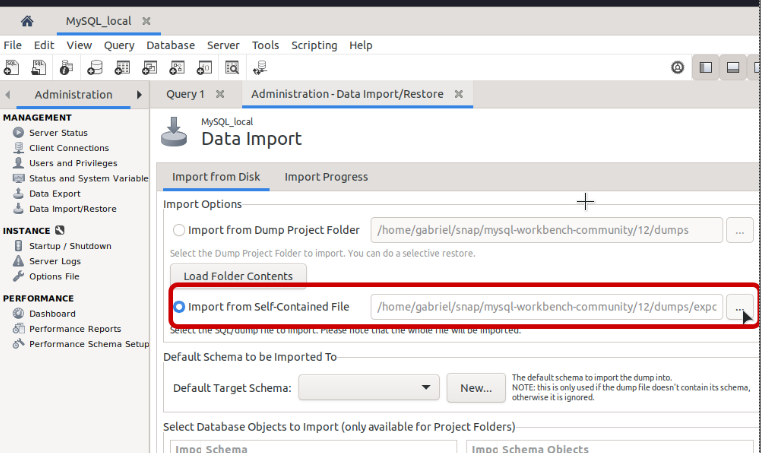 MySQL_local
File Edit View Query Database Server Tools Scripting Help
Administration
Query 1
Administration - Data Import/Restore
MANAGEMENT
Server Status
Client Connections
Users and Privileges
Status and System Variable
Data Export
Data Import/Restore
INSTANCE
Startup / Shutdown
Server Logs
Options File
PERFORMANCE
Dashboard
Performance Reports
Performance Schema Setup
MySQL_local
Data Import
Import from Disk
Import Progress
Import Options
Import from Dump Project Folder
/home/gabriel/snap/mysql-workbench-community/12/dumps
...
Select the Dump Project Folder to import. You can do a selective restore.
Load Folder Contents
Import from Self-Contained File
/home/gabriel/snap/mysql-workbench-community/12/dumps/expo
...
Select the SQL/dump file to import. Please note that the whole file will be imported.
Default Schema to be Imported To
Default Target Schema:
New...
The default schema to import the dump into.
NOTE: this is only used if the dump file doesn't contain its schema,
otherwise it is ignored.
Select Database Objects to Import (only available for Project Folders)
Impo Schema
Impo Schema Objects